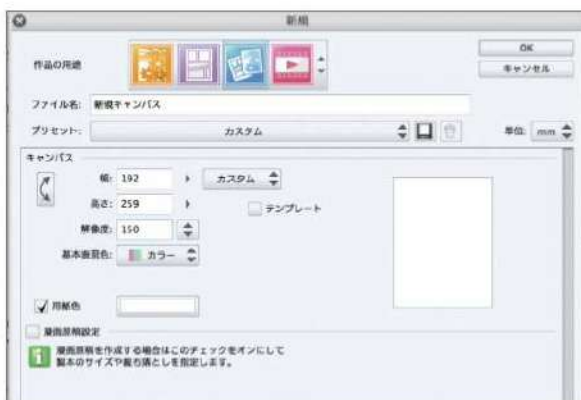 新規
作品の用途
OK
キャンセル
ファイル名: 新規キャンバス
プリセット: カスタム 単位: mm
キャンバス
幅: 192 カスタム
高さ: 259 テンプレート
解像度: 150
基本表現色: カラー
用紙色
漫画原稿設定
漫画原稿を作成する場合はこのチェックをオンにして
製本のサイズや裁ち落としを指定します。